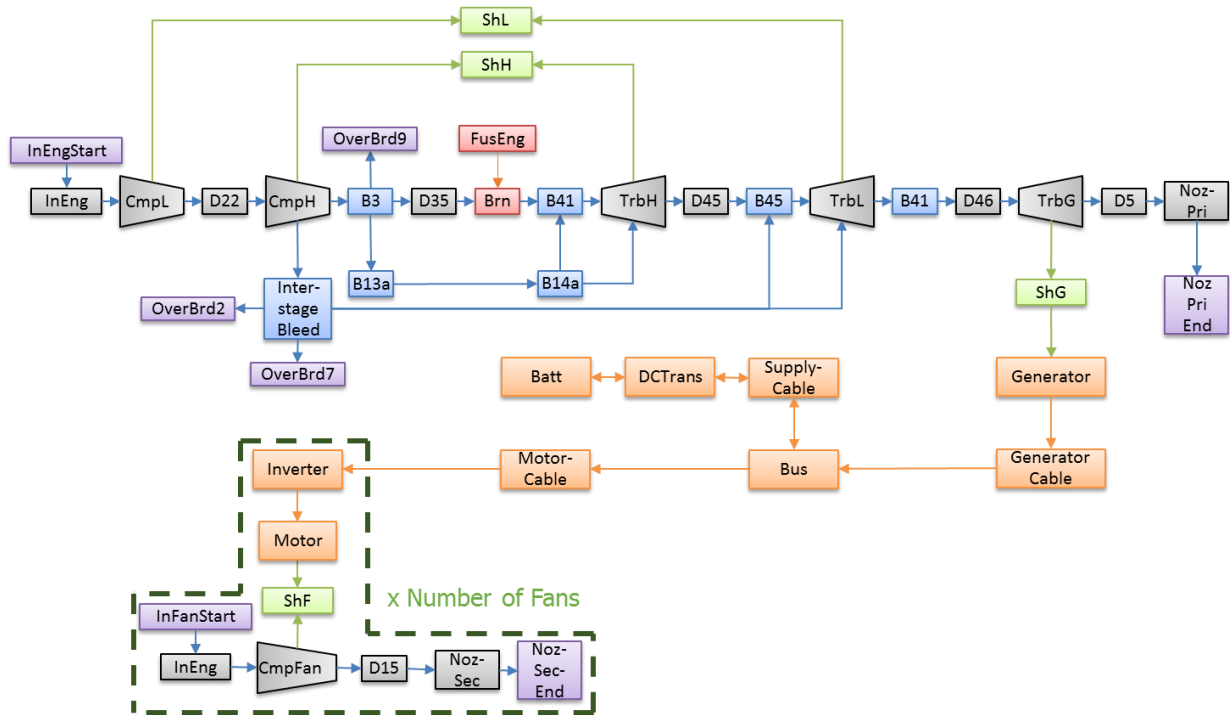 ShL
ShH
InEngStart
OverBrd9
FusEng
InEng
CmpL
D22
CmpH
B3
D35
Brn
B41
TrbH
D45
B45
TrbL
B41
D46
TrbG
D5
Noz-
Pri
B13a
B14a
Inter-
stage
Bleed
OverBrd2
OverBrd7
ShG
Noz
Pri
End
Batt
DCTrans
Supply-
Cable
Generator
Inverter
Motor-
Cable
Bus
Generator
Cable
Motor
ShF
x Number of Fans
InFanStart
InEng
CmpFan
D15
Noz-
Sec
Noz-
Sec-
End